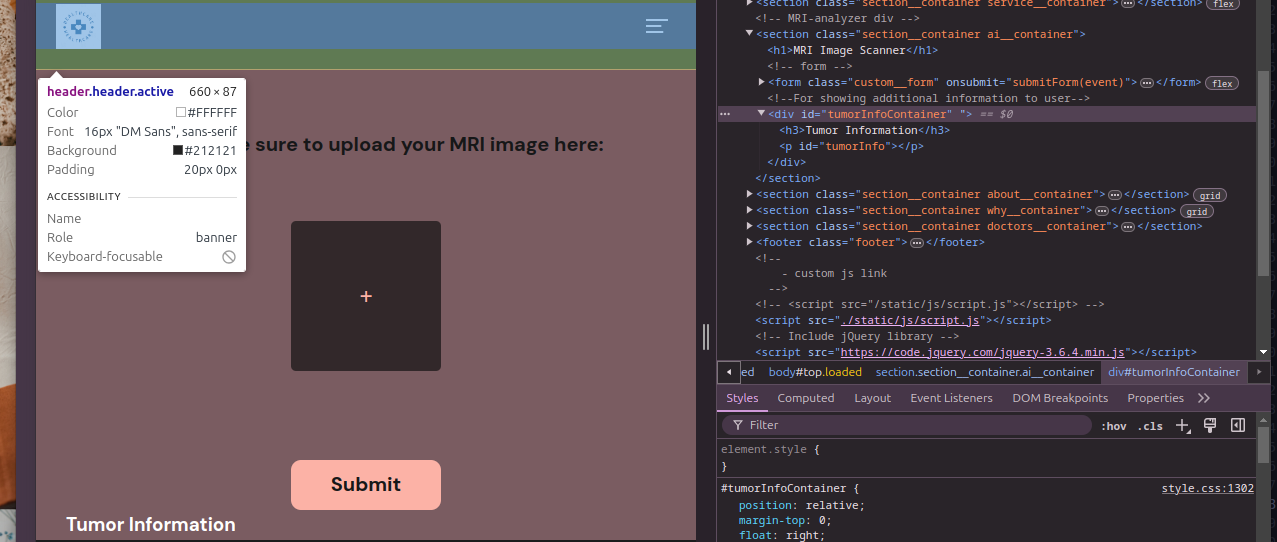 header.header.active 660 × 87
Color #FFFFFF
Font 16px "DM Sans", sans-serif
Background #212121
Padding 20px 0px
ACCESSIBILITY
Name
Role banner
Keyboard-focusable
e sure to upload your MRI image here:
+
Submit
Tumor Information
<section class="section__container service__container"> ⋯ </section> flex
<!-- MRI-analyzer div -->
<section class="section__container ai__container">
<h1>MRI Image Scanner</h1>
<!-- form -->
<form class="custom__form" onsubmit="submitForm(event)"> ⋯ </form> flex
<!--For showing additional information to user-->
⋯ <div id="tumorInfoContainer" "> == $0
<h3>Tumor Information</h3>
<p id="tumorInfo"></p>
</div>
</section>
<section class="section__container about__container"> ⋯ </section> grid
<section class="section__container why__container"> ⋯ </section> grid
<section class="section__container doctors__container"> ⋯ </section>
<footer class="footer"> ⋯ </footer>
<!--
- custom js link
-->
<!-- <script src="/static/js/script.js"></script> -->
<script src="./static/js/script.js"></script>
<!-- Include jQuery library -->
<script src="https://code.jquery.com/jquery-3.6.4.min.js"></script>
ed body#top.loaded section.section__container.ai__container div#tumorInfoContainer
Styles Computed Layout Event Listeners DOM Breakpoints Properties
Filter :hov .cls
element.style {
}
#tumorInfoContainer { style.css:1302
position: relative;
margin-top: 0;
float: right;